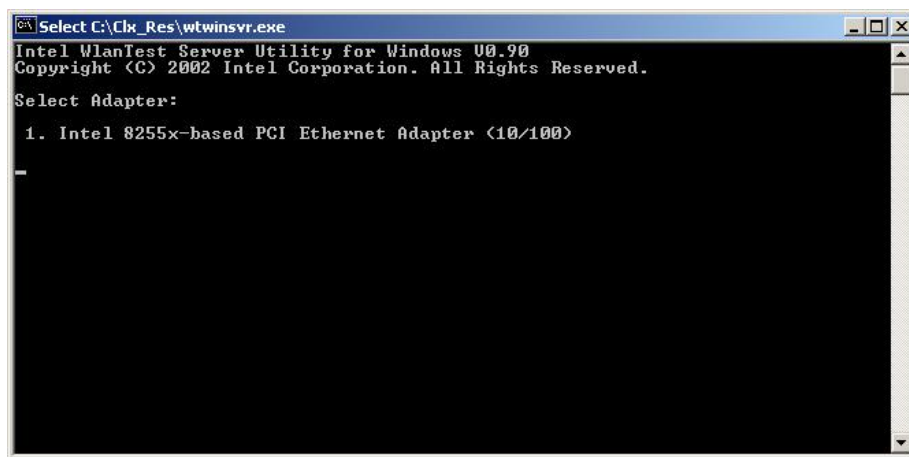 Select C:\Clx_Res\wtwinsvr.exe
Intel WlanTest Server Utility for Windows V0.90
Copyright (C) 2002 Intel Corporation. All Rights Reserved.
Select Adapter:
1. Intel 8255x-based PCI Ethernet Adapter (10/100)